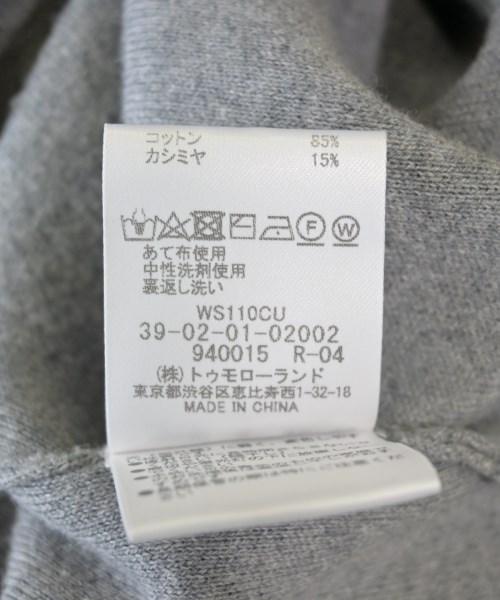 コットン 85%
カシミヤ 15%
F W
あて布使用
中性洗剤使用
裏返し洗い
WS110CU
39-02-01-02002
940015 R-04
(株)トゥモローランド
東京都渋谷区恵比寿西1-32-18
MADE IN CHINA